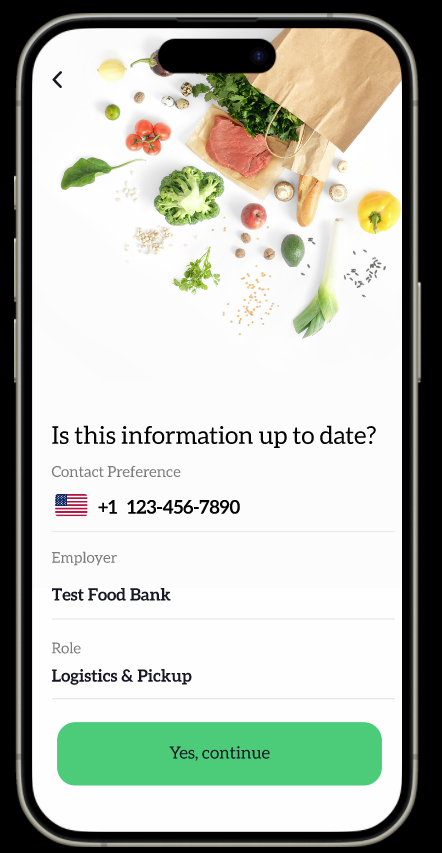 Is this information up to date?
Contact Preference
+1 123-456-7890
Employer
Test Food Bank
Role
Logistics & Pickup
Yes, continue